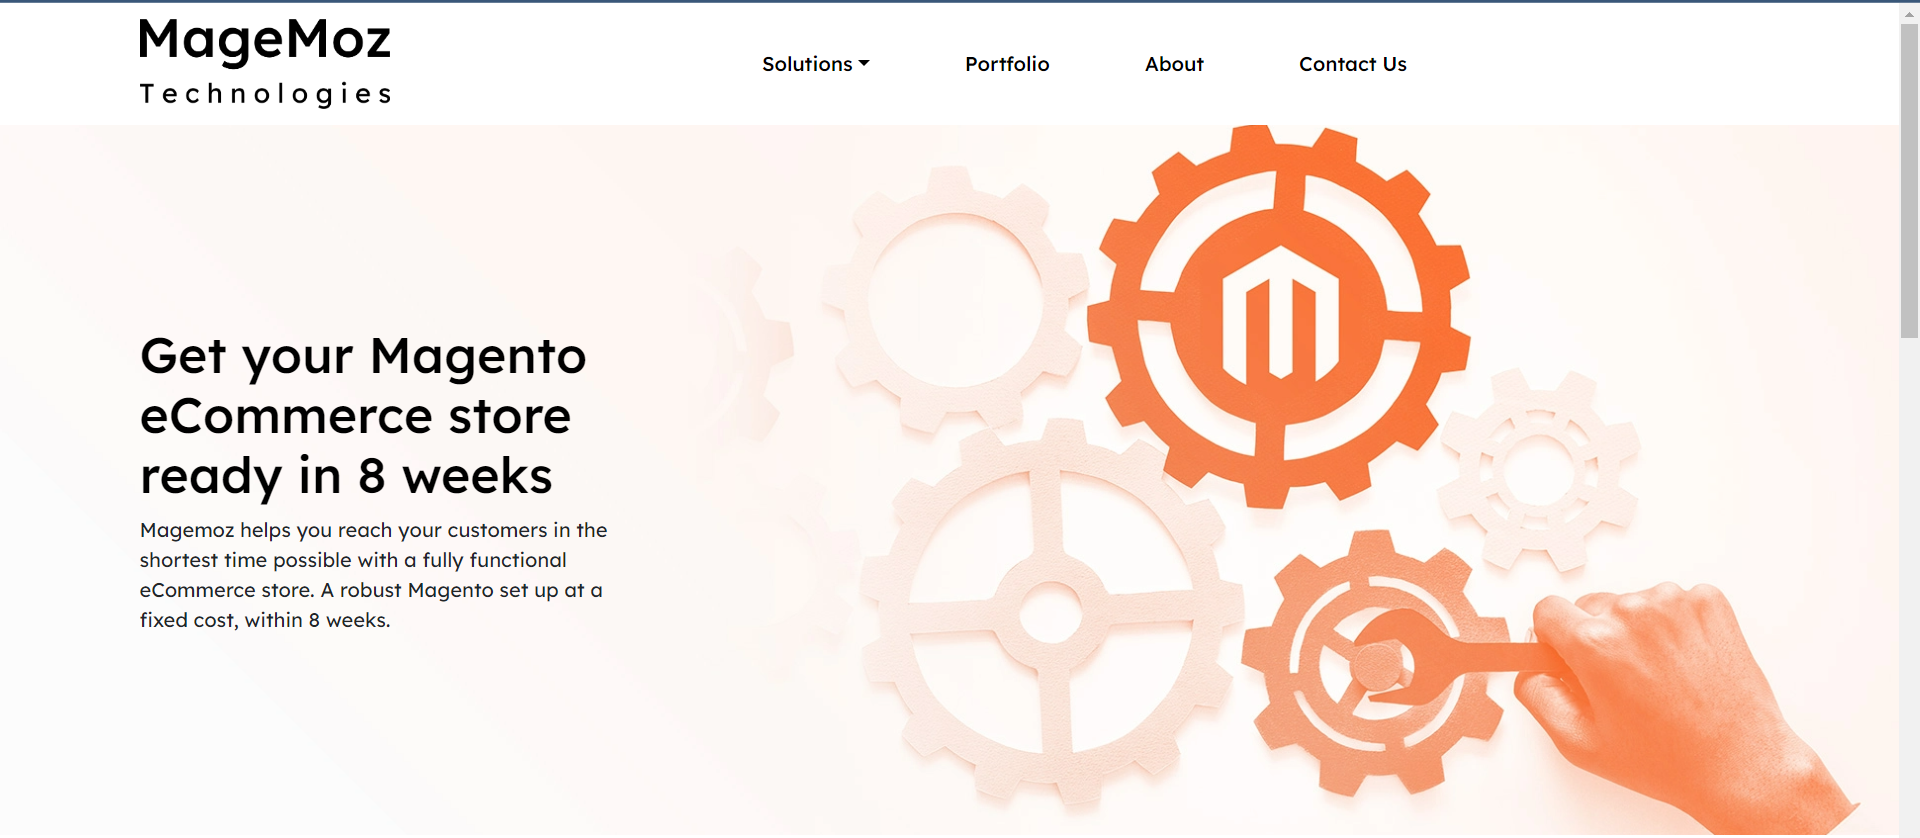 MageMoz
Technologies
Solutions
Portfolio
About
Contact Us
Get your Magento
eCommerce store
ready in 8 weeks
Magemoz helps you reach your customers in the
shortest time possible with a fully functional
eCommerce store. A robust Magento set up at a
fixed cost, within 8 weeks.